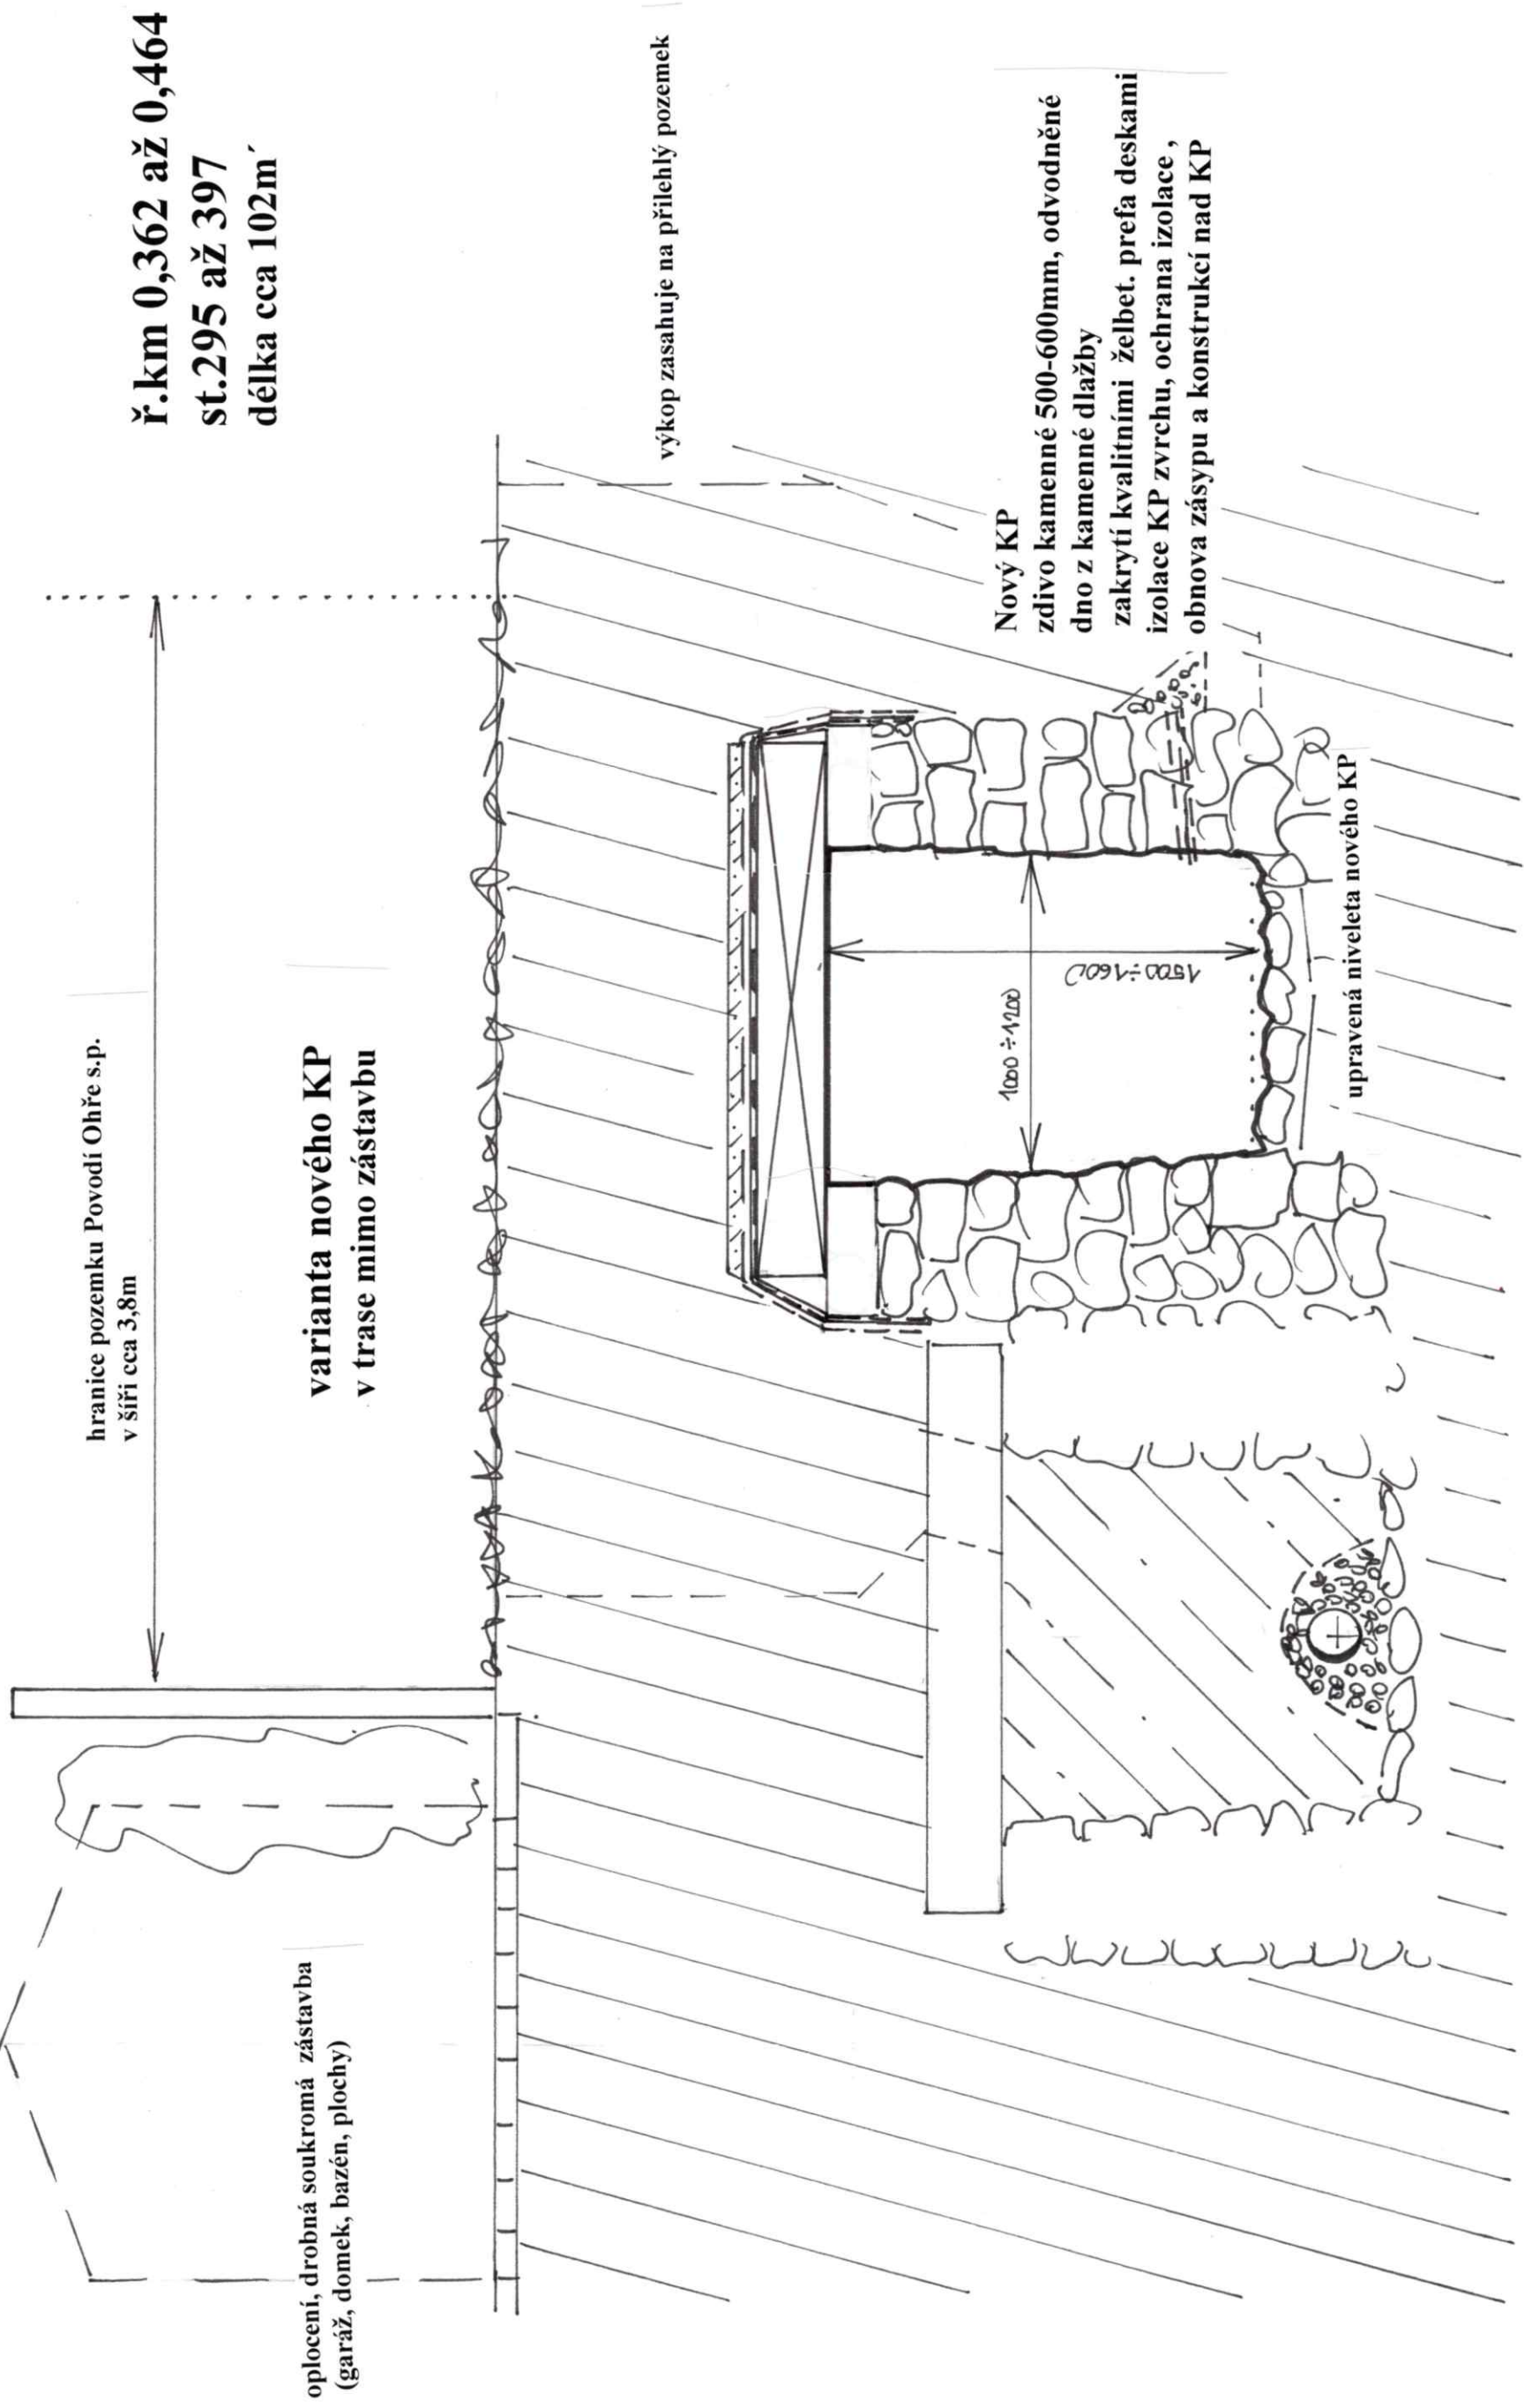 ř.km 0,362 až 0,464
st.295 až 397
délka cca 102m´
hranice pozemku Povodí Ohře s.p.
v šíři cca 3,8m
varianta nového KP
v trase mimo zástavbu
oplocení, drobná soukromá zástavba
(garáž, domek, bazén, plochy)
výkop zasahuje na přilehlý pozemek
Nový KP
zdivo kamenné 500-600mm, odvodněné
dno z kamenné dlažby
zakrytí kvalitními želbet. prefa deskami
izolace KP zvrchu, ochrana izolace ,
obnova zásypu a konstrukcí nad KP
1000÷1200
1500÷1600
upravená niveleta nového KP